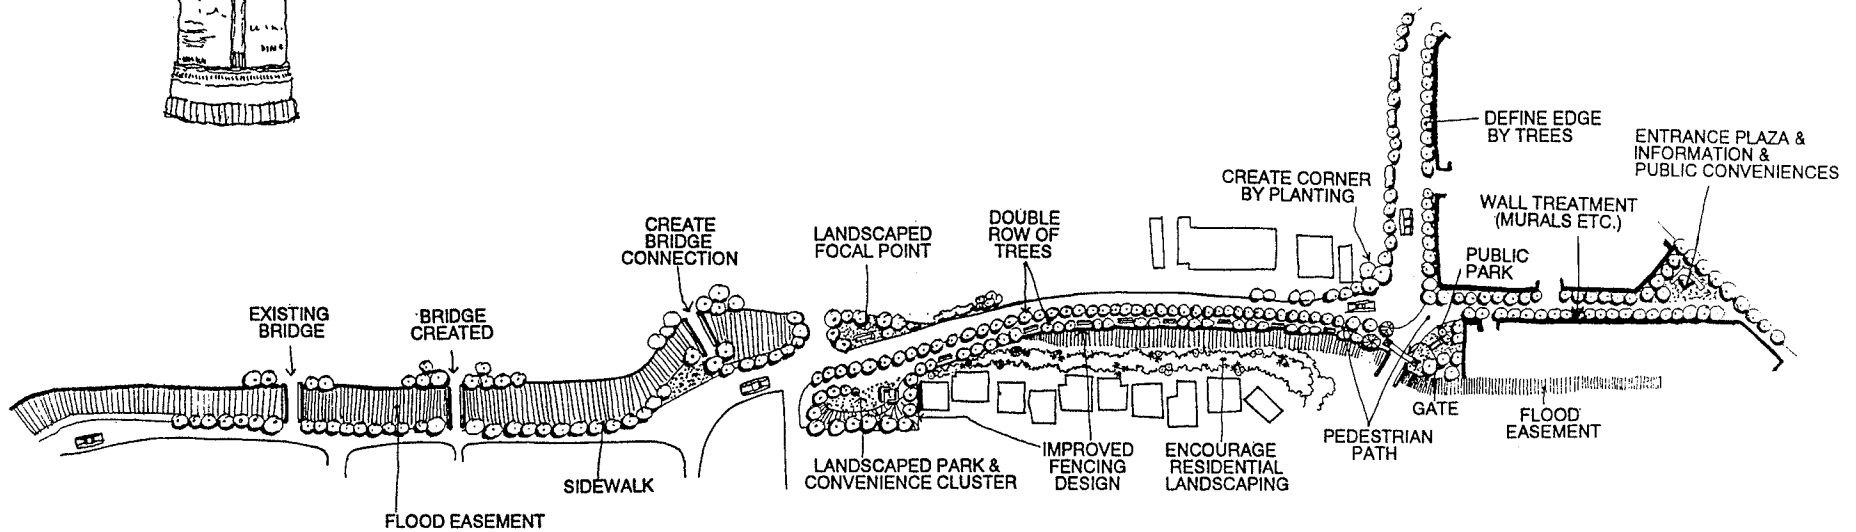 DEFINE EDGE
BY TREES
ENTRANCE PLAZA &
INFORMATION &
PUBLIC CONVENIENCES
CREATE CORNER
BY PLANTING
WALL TREATMENT
(MURALS ETC.)
CREATE
BRIDGE
CONNECTION
LANDSCAPED
FOCAL POINT
DOUBLE
ROW OF
TREES
PUBLIC
PARK
EXISTING
BRIDGE
BRIDGE
CREATED
GATE
FLOOD
EASEMENT
PEDESTRIAN
PATH
IMPROVED
FENCING
DESIGN
ENCOURAGE
RESIDENTIAL
LANDSCAPING
LANDSCAPED PARK &
CONVENIENCE CLUSTER
SIDEWALK
FLOOD EASEMENT